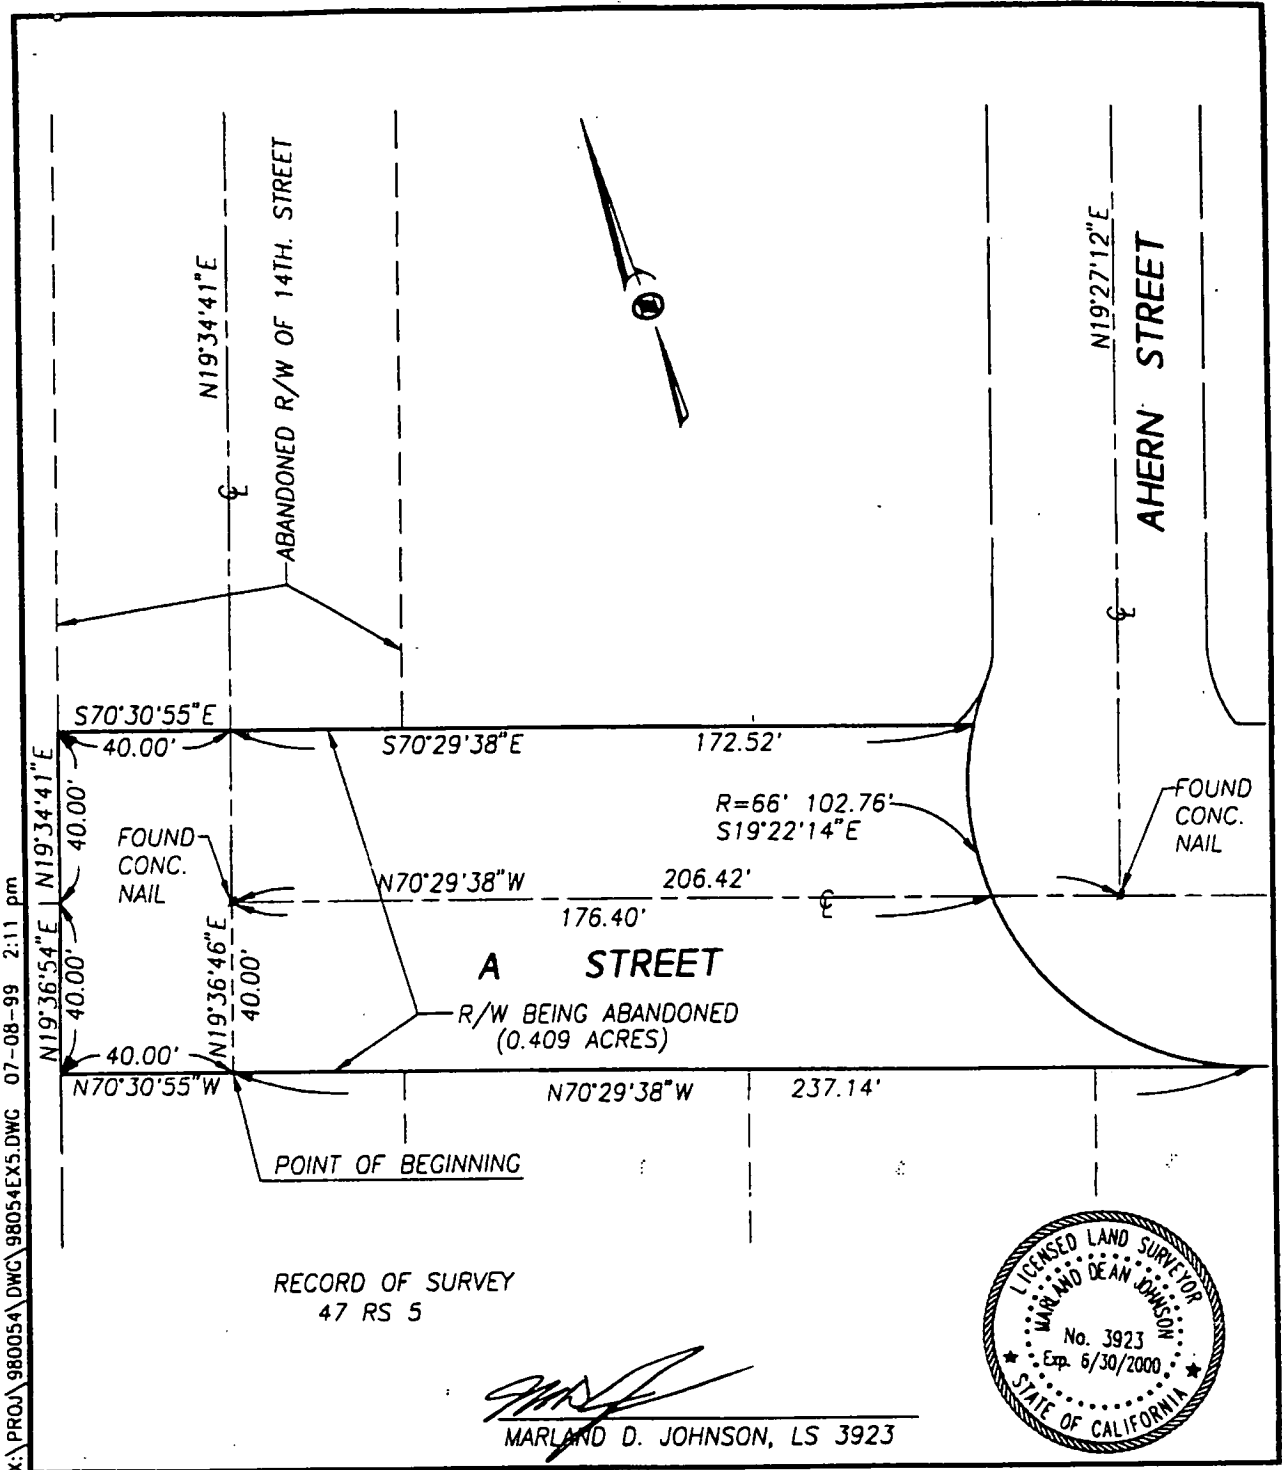 N19°34'41"E
ABANDONED R/W OF 14TH. STREET
N19°27'12"E
AHERN STREET
S70°30'55"E
40.00'
S70°29'38"E
172.52'
N19°34'41"E
40.00'
R=66' 102.76'
S19°22'14"E
FOUND
CONC.
NAIL
FOUND
CONC.
NAIL
N70°29'38"W
206.42'
176.40'
N19°36'54"E
40.00'
N19°36'46"E
40.00'
A STREET
R/W BEING ABANDONED
(0.409 ACRES)
40.00'
N70°30'55"W
N70°29'38"W
237.14'
POINT OF BEGINNING
RECORD OF SURVEY
47 RS 5
MARLAND D. JOHNSON, LS 3923
LICENSED LAND SURVEYOR
MARLAND DEAN JOHNSON
No. 3923
Exp. 6/30/2000
STATE OF CALIFORNIA
K:\PROJ\980054\DWG\98054EX5.DWG 07-08-99 2:11 pm